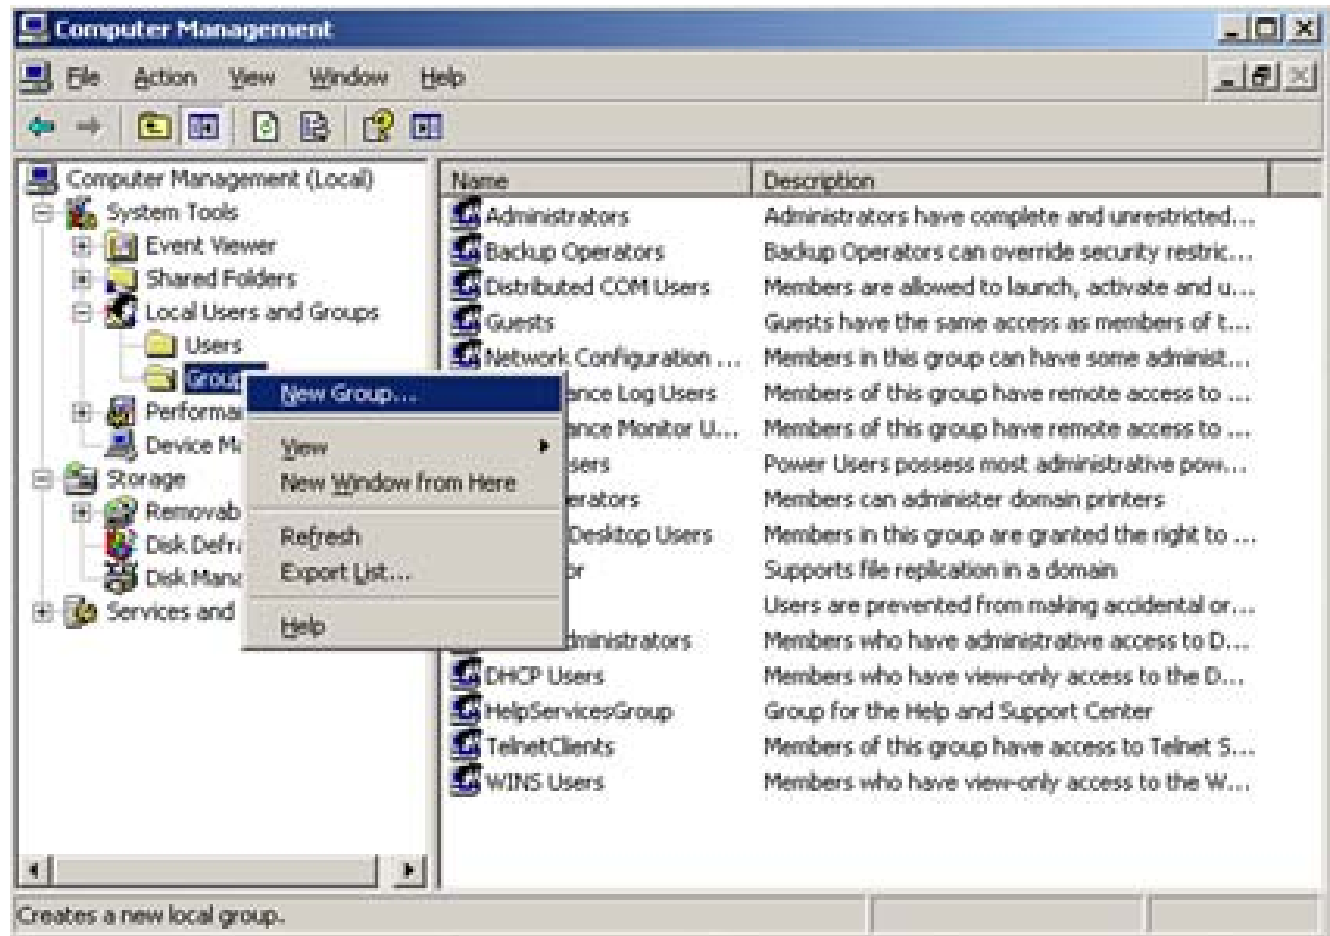 Computer Management
File Action View Window Help
Computer Management (Local)
System Tools
Event Viewer
Shared Folders
Local Users and Groups
Users
Group
Performa
Device Ma
Storage
Removab
Disk Defra
Disk Mana
Services and
New Group...
View
New Window from Here
Refresh
Export List...
Help
Name Description
Administrators Administrators have complete and unrestricted...
Backup Operators Backup Operators can override security restric...
Distributed COM Users Members are allowed to launch, activate and u...
Guests Guests have the same access as members of t...
Network Configuration ... Members in this group can have some administ...
ance Log Users Members of this group have remote access to ...
ance Monitor U... Members of this group have remote access to ...
sers Power Users possess most administrative pow...
erators Members can administer domain printers
Desktop Users Members in this group are granted the right to ...
or Supports file replication in a domain
Users are prevented from making accidental or...
dministrators Members who have administrative access to D...
DHCP Users Members who have view-only access to the D...
HelpServicesGroup Group for the Help and Support Center
TelnetClients Members of this group have access to Telnet S...
WINS Users Members who have view-only access to the W...
Creates a new local group.